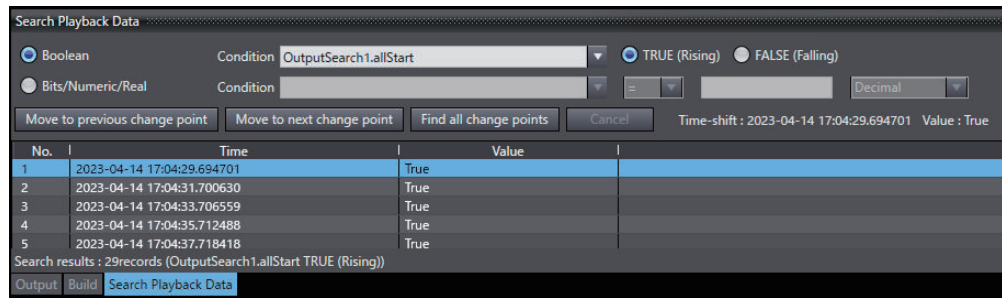 Search Playback Data
Boolean Condition OutputSearch1.allStart TRUE (Rising) FALSE (Falling)
Bits/Numeric/Real Condition = Decimal
Move to previous change point Move to next change point Find all change points Cancel Time-shift : 2023-04-14 17:04:29.694701 Value : True
No. Time Value
1 2023-04-14 17:04:29.694701 True
2 2023-04-14 17:04:31.700630 True
3 2023-04-14 17:04:33.706559 True
4 2023-04-14 17:04:35.712488 True
5 2023-04-14 17:04:37.718418 True
Search results : 29records (OutputSearch1.allStart TRUE (Rising))
Output Build Search Playback Data